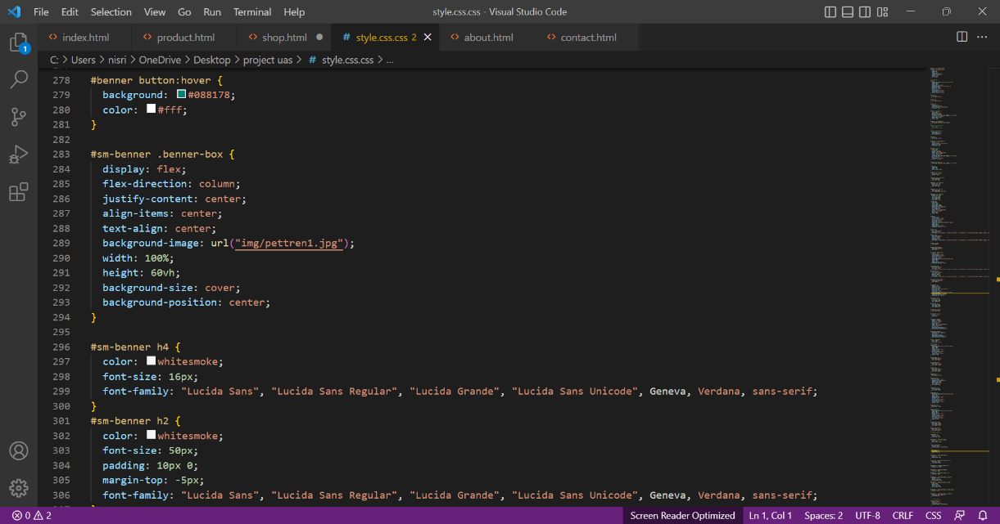 File Edit Selection View Go Run Terminal Help style.css.css - Visual Studio Code
index.html product.html shop.html style.css.css 2 about.html contact.html
1
C: > Users > nisri > OneDrive > Desktop > project uas > # style.css.css > ...
278 #benner button:hover {
279 background: #088178;
280 color: #fff;
281 }
282
283 #sm-benner .benner-box {
284 display: flex;
285 flex-direction: column;
286 justify-content: center;
287 align-items: center;
288 text-align: center;
289 background-image: url("img/pettren1.jpg");
290 width: 100%;
291 height: 60vh;
292 background-size: cover;
293 background-position: center;
294 }
295
296 #sm-benner h4 {
297 color: whitesmoke;
298 font-size: 16px;
299 font-family: "Lucida Sans", "Lucida Sans Regular", "Lucida Grande", "Lucida Sans Unicode", Geneva, Verdana, sans-serif;
300 }
301 #sm-benner h2 {
302 color: whitesmoke;
303 font-size: 50px;
304 padding: 10px 0;
305 margin-top: -5px;
306 font-family: "Lucida Sans", "Lucida Sans Regular", "Lucida Grande", "Lucida Sans Unicode", Geneva, Verdana, sans-serif;
0 2 Screen Reader Optimized Ln 1, Col 1 Spaces: 2 UTF-8 CRLF CSS